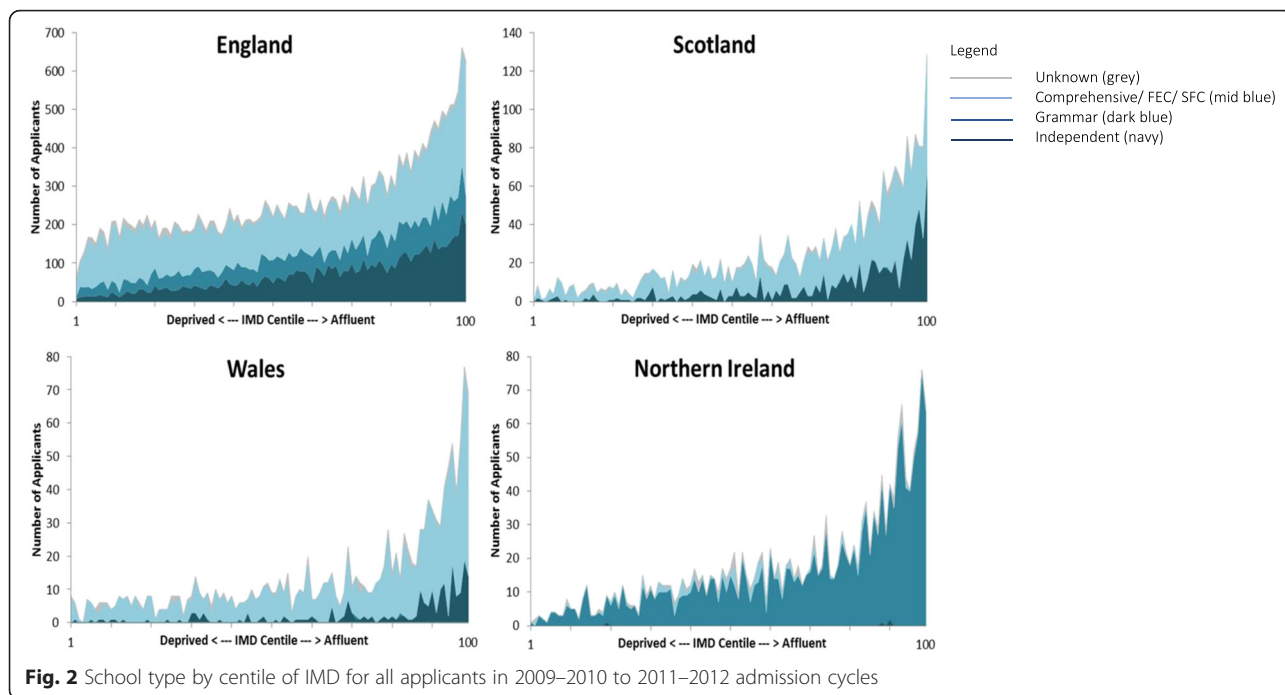 England
Number of Applicants
700
600
500
400
300
200
100
0
1
Deprived < --- IMD Centile --- > Affluent
100
Scotland
Number of Applicants
140
120
100
80
60
40
20
0
1
Deprived < --- IMD Centile --- > Affluent
100
Legend
Unknown (grey)
Comprehensive/ FEC/ SFC (mid blue)
Grammar (dark blue)
Independent (navy)
Wales
Number of Applicants
80
70
60
50
40
30
20
10
0
1
Deprived < --- IMD Centile --- > Affluent
100
Northern Ireland
Number of Applicants
80
70
60
50
40
30
20
10
0
1
Deprived < --- IMD Centile --- > Affluent
100
Fig. 2 School type by centile of IMD for all applicants in 2009–2010 to 2011–2012 admission cycles